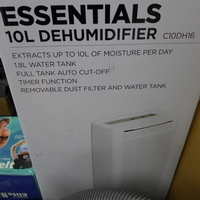 ESSENTIALS
10L DEHUMIDIFIER C10DH16
EXTRACTS UP TO 10L OF MOISTURE PER DAY
1.8L WATER TANK
FULL TANK AUTO CUT-OFF
TIMER FUNCTION
REMOVABLE DUST FILTER AND WATER TANK